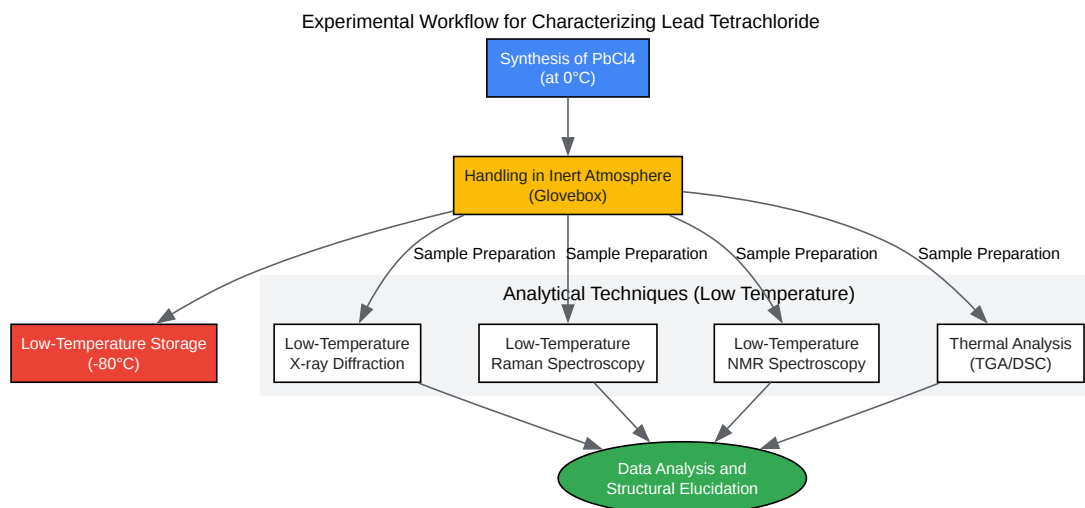 Experimental Workflow for Characterizing Lead Tetrachloride
Synthesis of PbCl4
(at 0°C)
Handling in Inert Atmosphere
(Glovebox)
Sample Preparation
Sample Preparation
Sample Preparation
Sample Preparation
Analytical Techniques (Low Temperature)
Low-Temperature Storage
(-80°C)
Low-Temperature
X-ray Diffraction
Low-Temperature
Raman Spectroscopy
Low-Temperature
NMR Spectroscopy
Thermal Analysis
(TGA/DSC)
Data Analysis and
Structural Elucidation